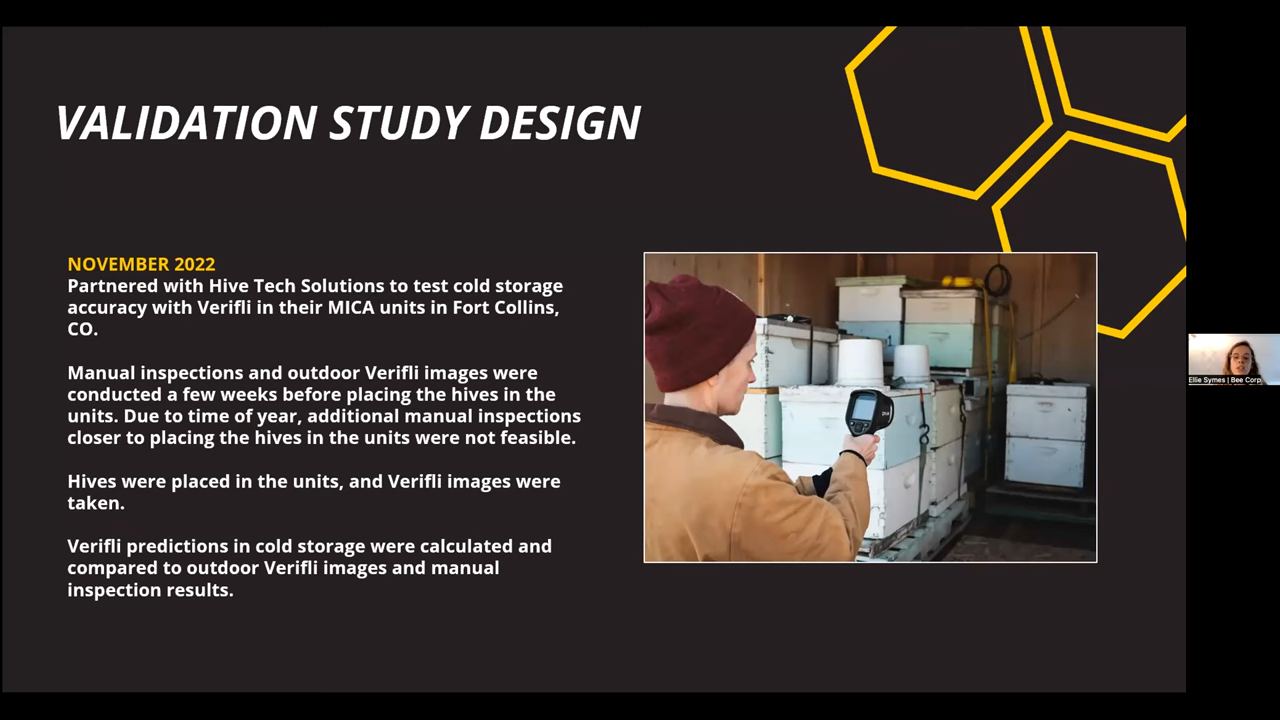 VALIDATION STUDY DESIGN
NOVEMBER 2022
Partnered with Hive Tech Solutions to test cold storage
accuracy with Verifli in their MICA units in Fort Collins,
CO.
Manual inspections and outdoor Verifli images were
conducted a few weeks before placing the hives in the
units. Due to time of year, additional manual inspections
closer to placing the hives in the units were not feasible.
Hives were placed in the units, and Verifli images were
taken.
Verifli predictions in cold storage were calculated and
compared to outdoor Verifli images and manual
inspection results.
Ellie Symes | Bee Corp